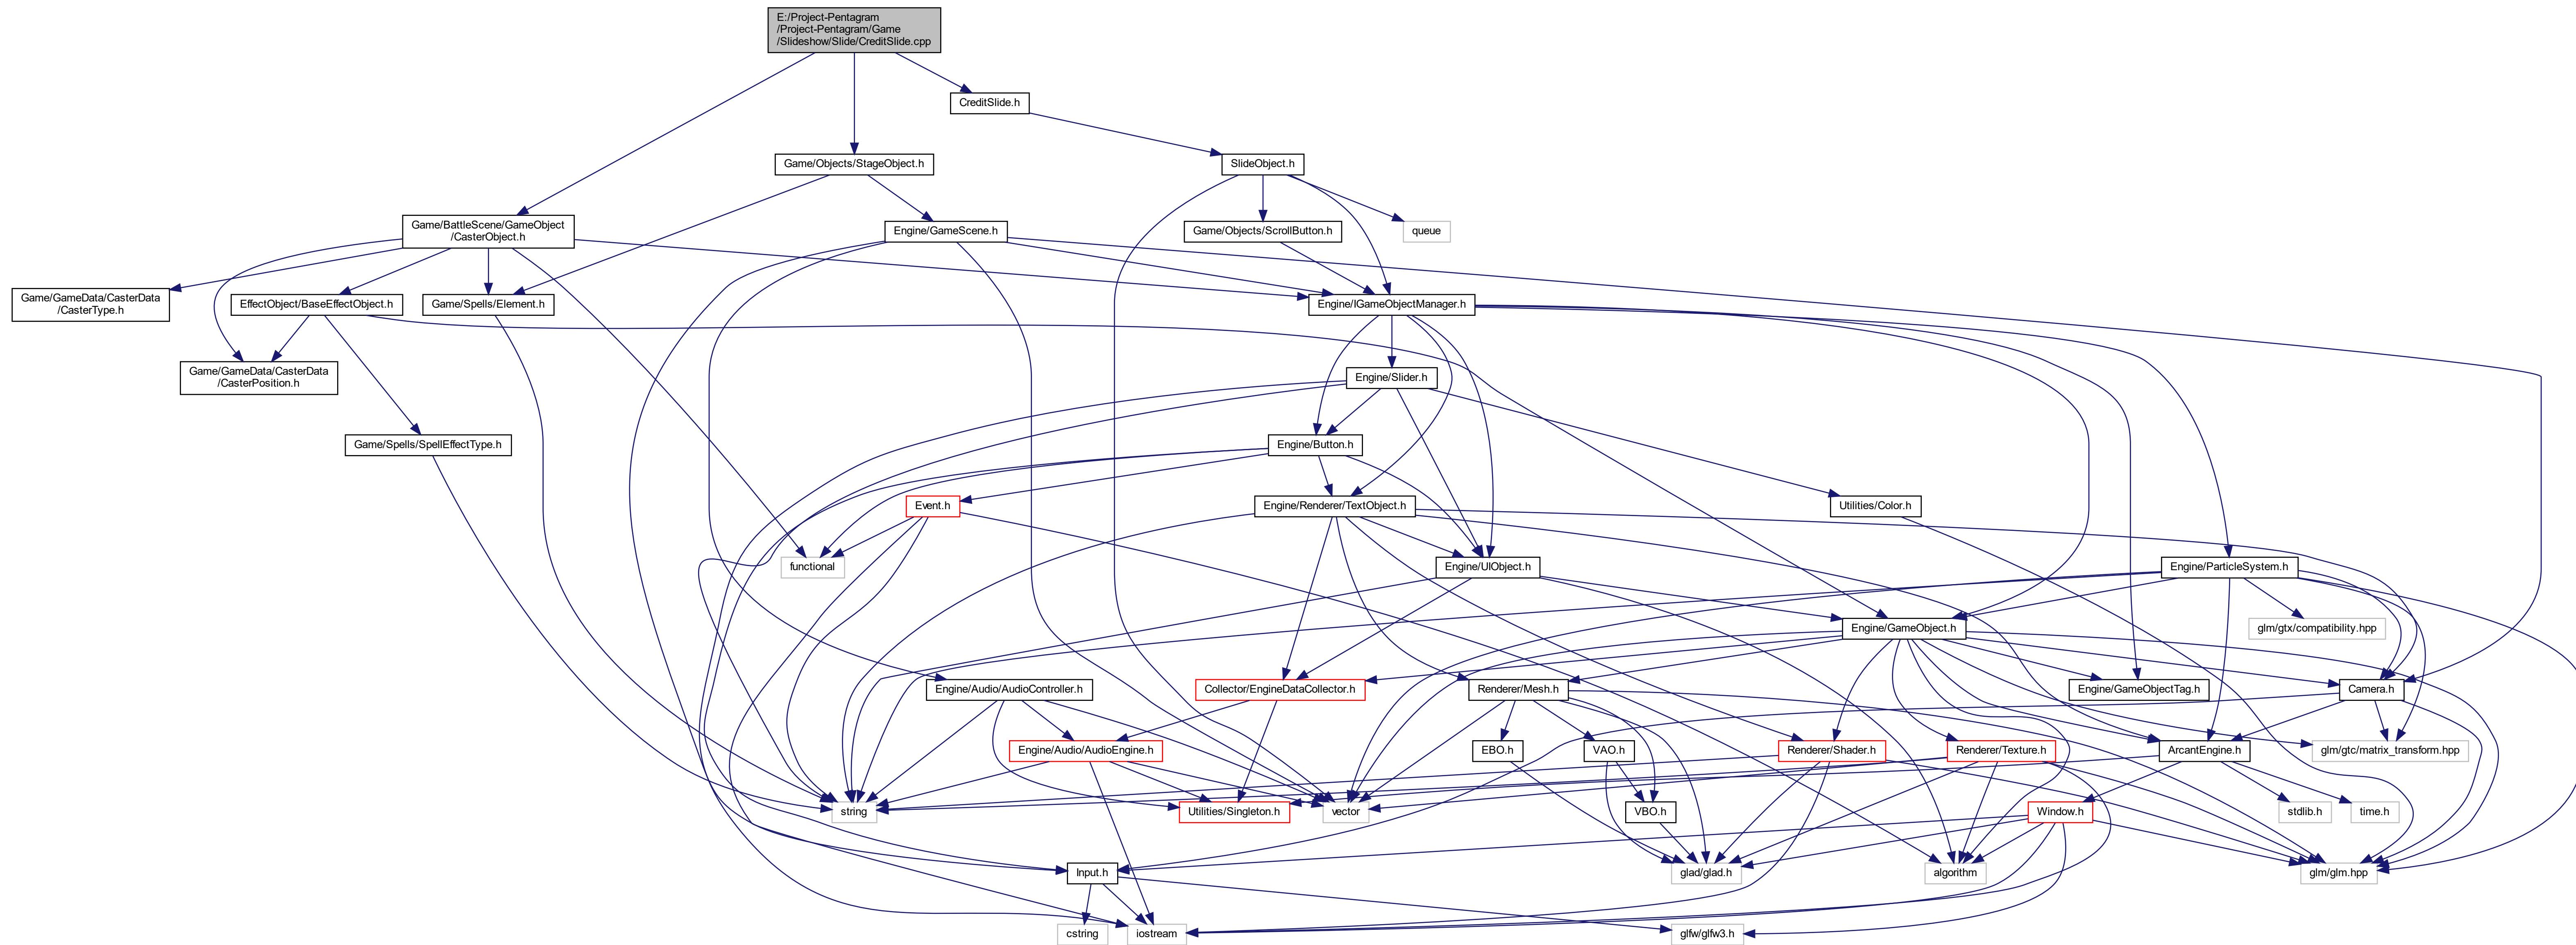 E:/Project-Pentagram
/Project-Pentagram/Game
/Slideshow/Slide/CreditSlide.cpp
CreditSlide.h
Game/Objects/StageObject.h
SlideObject.h
Game/BattleScene/GameObject
/CasterObject.h
Engine/GameScene.h
Game/Objects/ScrollButton.h
queue
Game/GameData/CasterData
/CasterType.h
EffectObject/BaseEffectObject.h
Game/Spells/Element.h
Engine/IGameObjectManager.h
Game/GameData/CasterData
/CasterPosition.h
Engine/Slider.h
Game/Spells/SpellEffectType.h
Engine/Button.h
Event.h
Engine/Renderer/TextObject.h
Utilities/Color.h
functional
Engine/UIObject.h
Engine/ParticleSystem.h
Engine/GameObject.h
glm/gtx/compatibility.hpp
Engine/Audio/AudioController.h
Collector/EngineDataCollector.h
Renderer/Mesh.h
Engine/GameObjectTag.h
Camera.h
Engine/Audio/AudioEngine.h
EBO.h
VAO.h
Renderer/Shader.h
Renderer/Texture.h
ArcantEngine.h
glm/gtc/matrix_transform.hpp
string
Utilities/Singleton.h
vector
VBO.h
Window.h
stdlib.h
time.h
Input.h
glad/glad.h
algorithm
glm/glm.hpp
cstring
iostream
glfw/glfw3.h